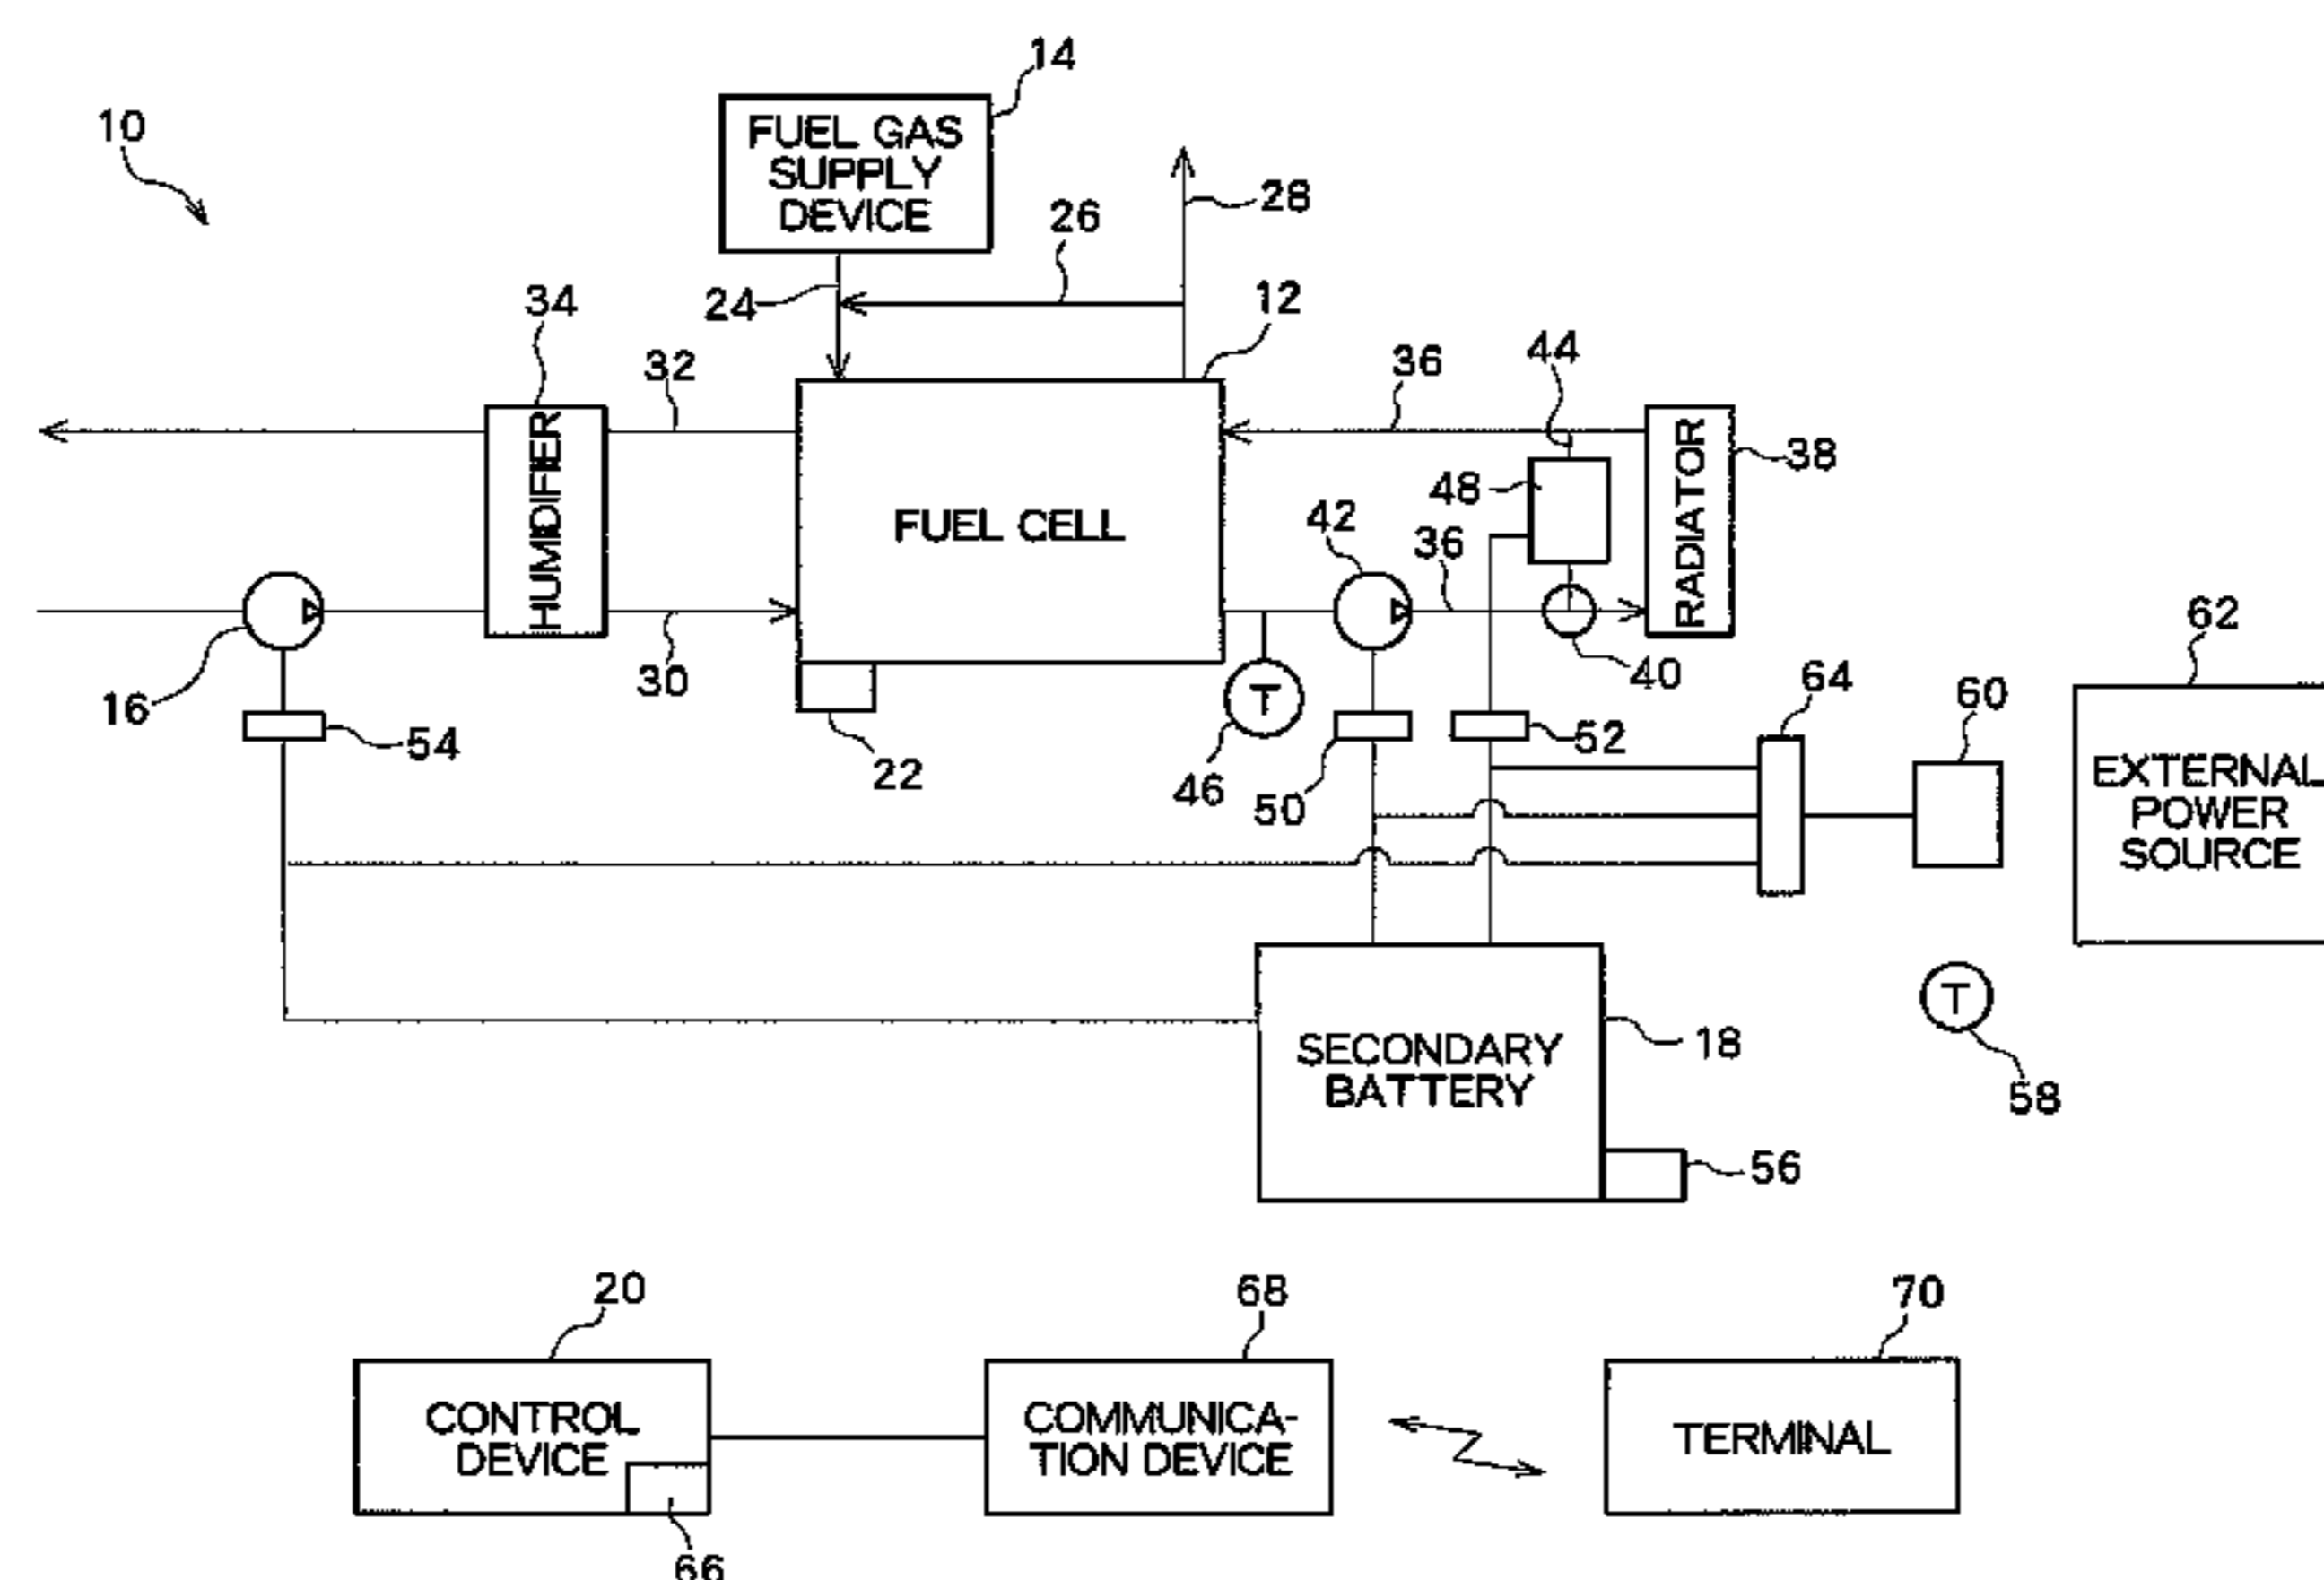 14
10
FUEL GAS
SUPPLY
DEVICE
28
26
24
12
34
32
36
44
HUMIDIFIER
FUEL CELL
RADIATOR
38
48
42
36
16
30
40
62
64
60
54
22
46
T
50
52
EXTERNAL
POWER
SOURCE
T
58
SECONDARY
BATTERY
18
56
20
68
70
CONTROL
DEVICE
COMMUNICA-
TION DEVICE
TERMINAL
66